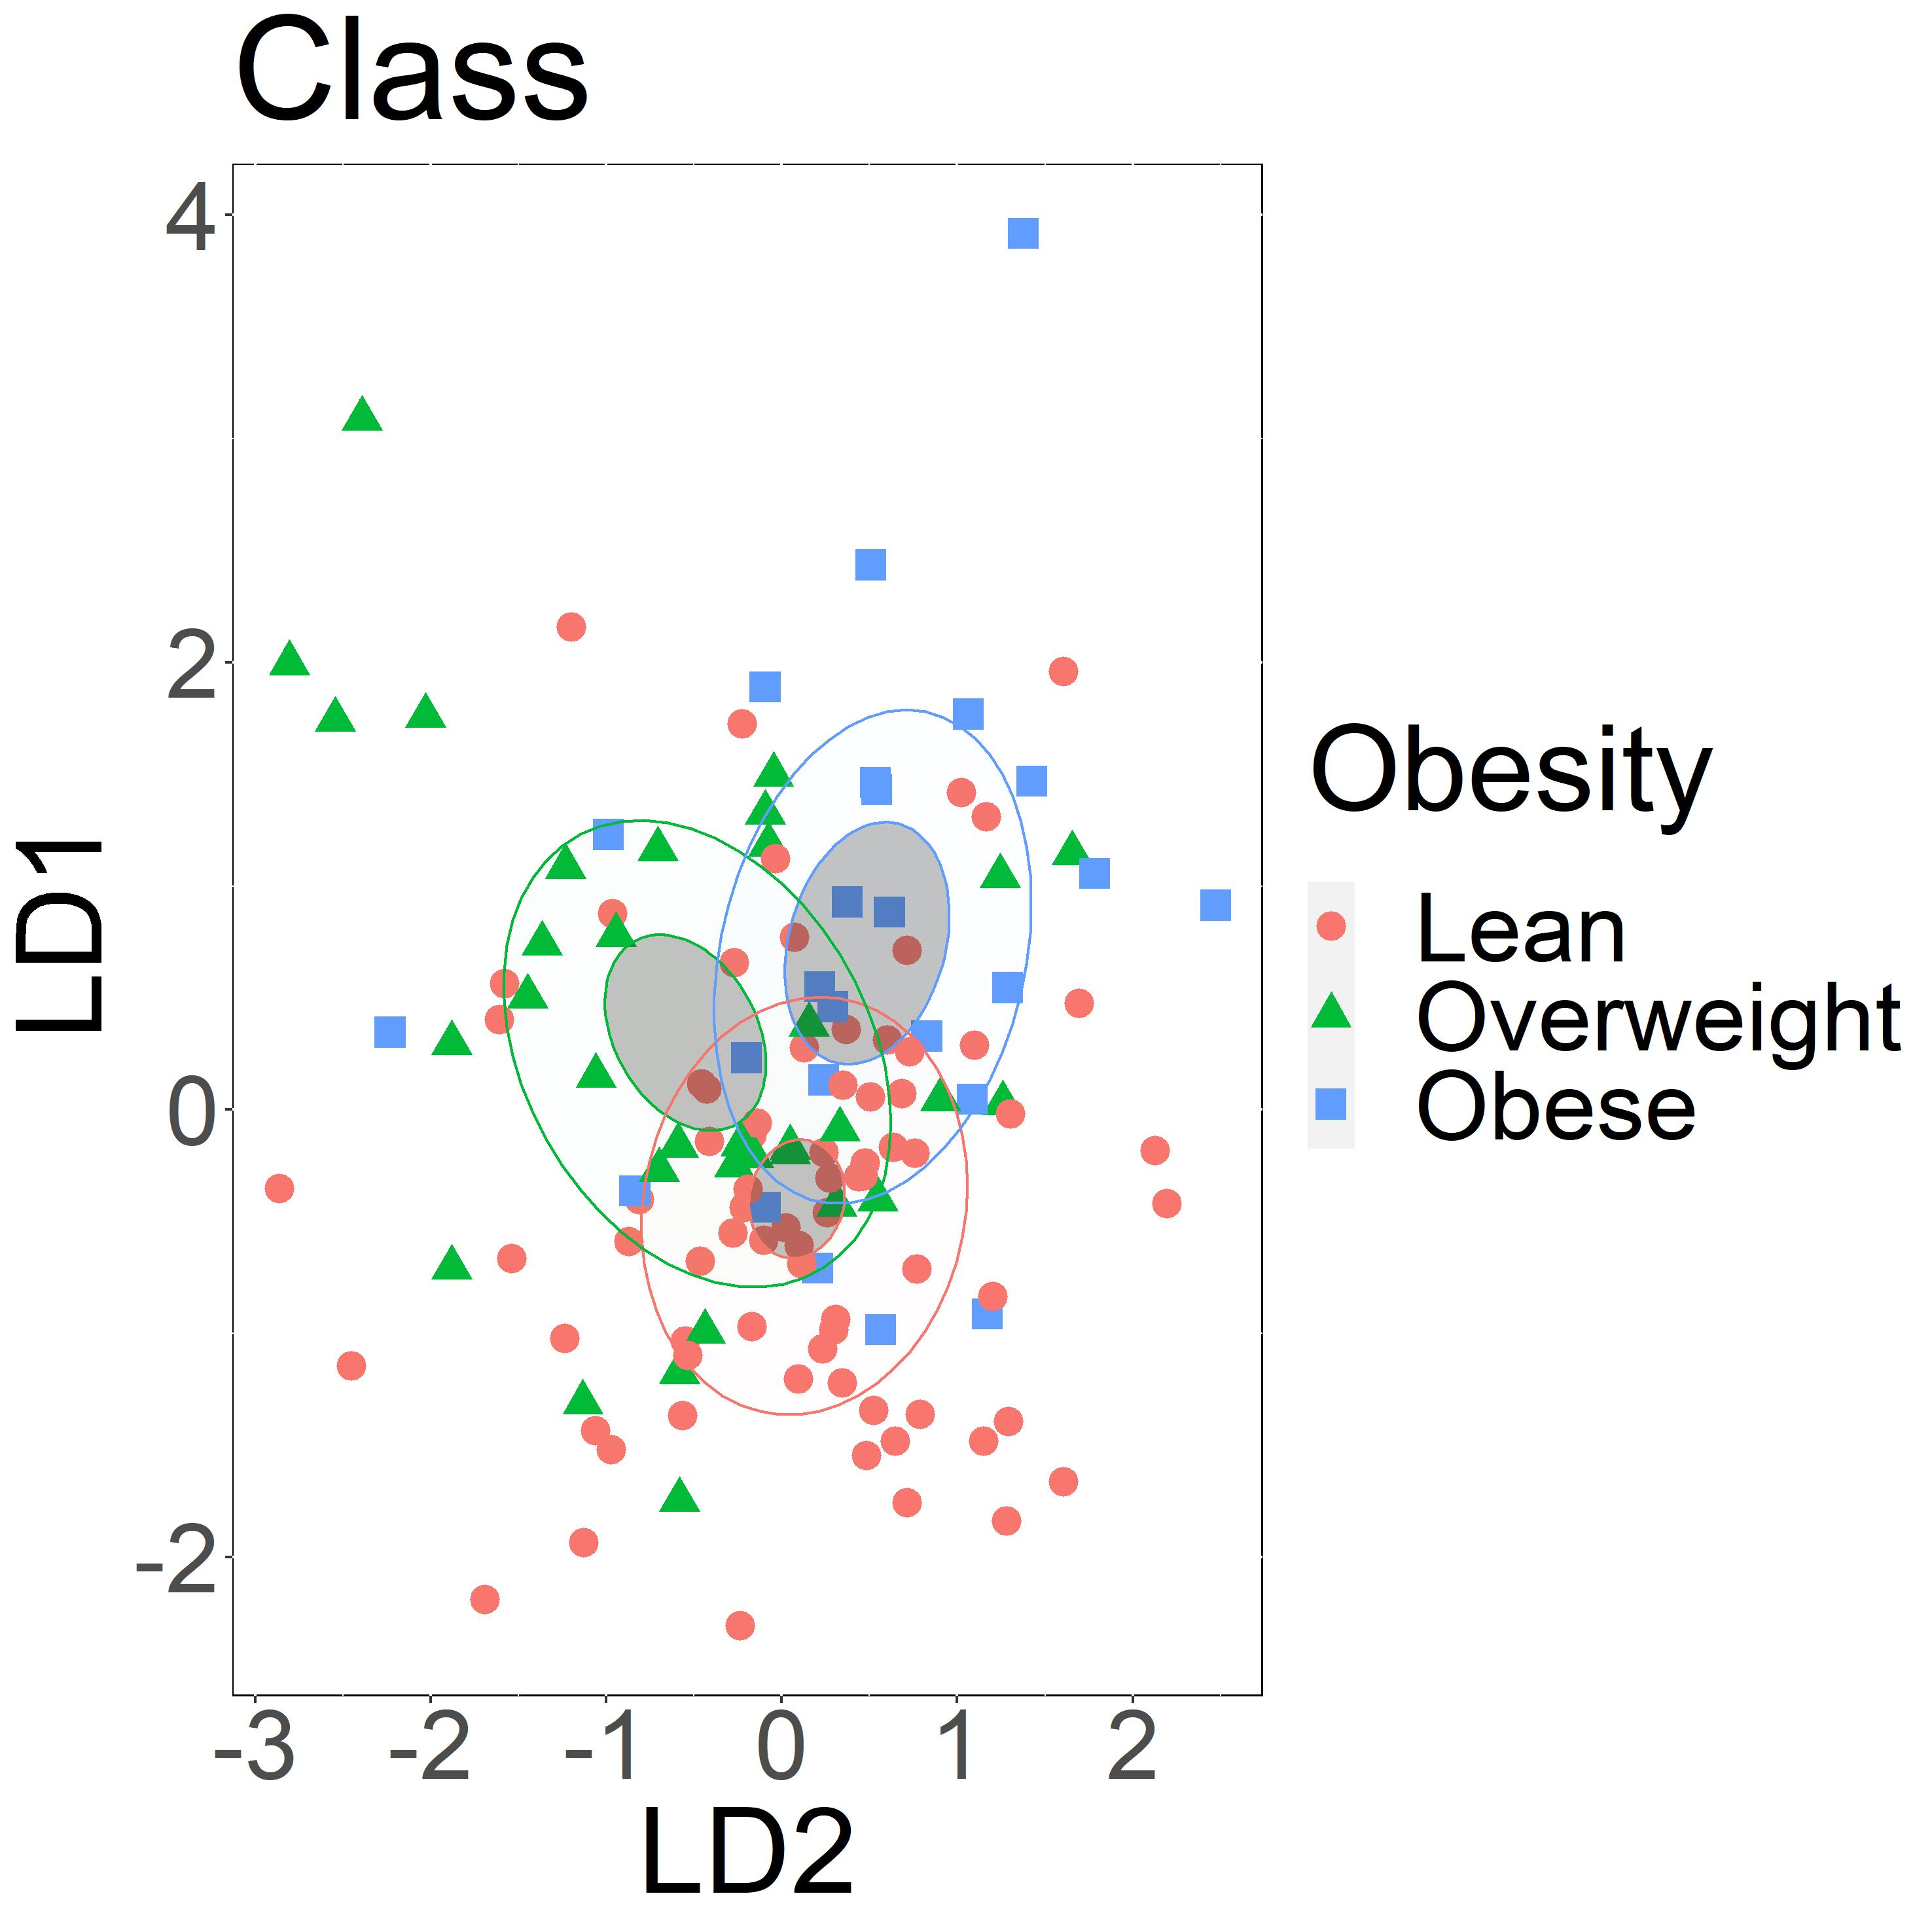 Class
4
2
0
-2
LD1
-3 -2 -1 0 1 2
LD2
Obesity
Lean
Overweight
Obese